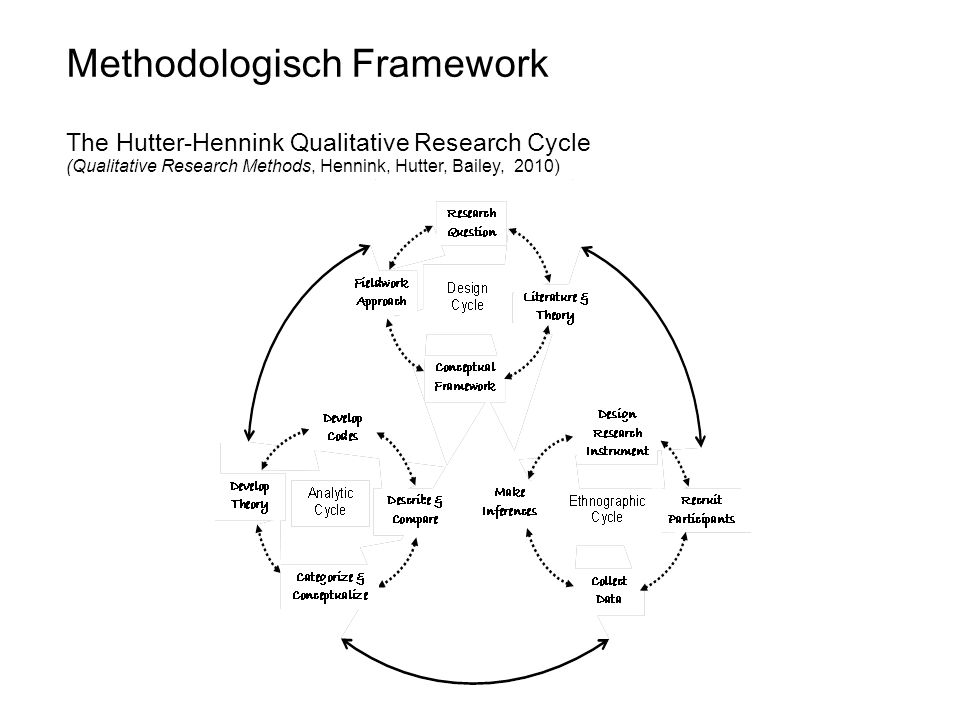 Methodologisch Framework
The Hutter-Hennink Qualitative Research Cycle
(Qualitative Research Methods, Hennink, Hutter, Bailey, 2010)
Research
Question
Fieldwork
Approach
Design
Cycle
Literature &
Theory
Conceptual
Framework
Develop
Codes
Develop
Theory
Analytic
Cycle
Describe &
Compare
Categorize &
Conceptualize
Design
Research
Instrument
Make
Inferences
Ethnographic
Cycle
Recruit
Participants
Collect
Data